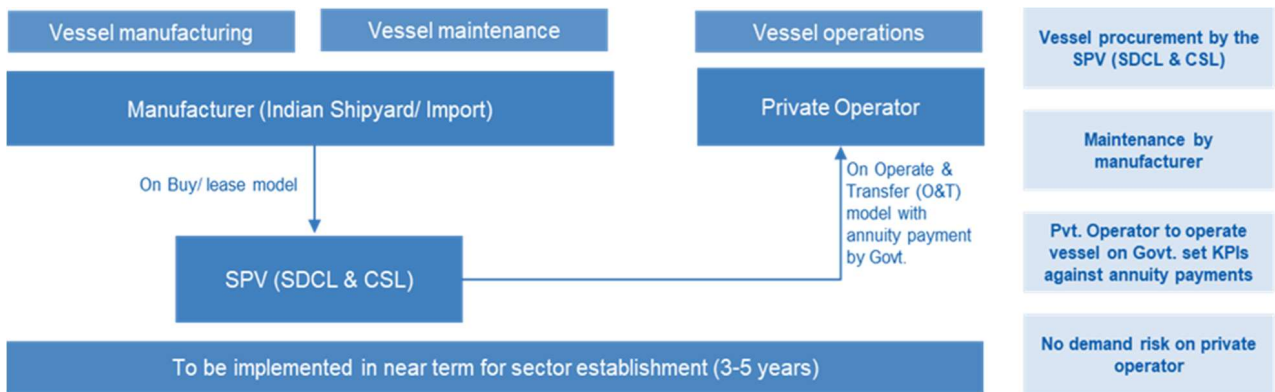 Vessel manufacturing
Vessel maintenance
Vessel operations
Manufacturer (Indian Shipyard/ Import)
Private Operator
On Buy/ lease model
On Operate &
Transfer (O&T)
model with
annuity payment
by Govt.
SPV (SDCL & CSL)
To be implemented in near term for sector establishment (3-5 years)
Vessel procurement by the
SPV (SDCL & CSL)
Maintenance by
manufacturer
Pvt. Operator to operate
vessel on Govt. set KPIs
against annuity payments
No demand risk on private
operator